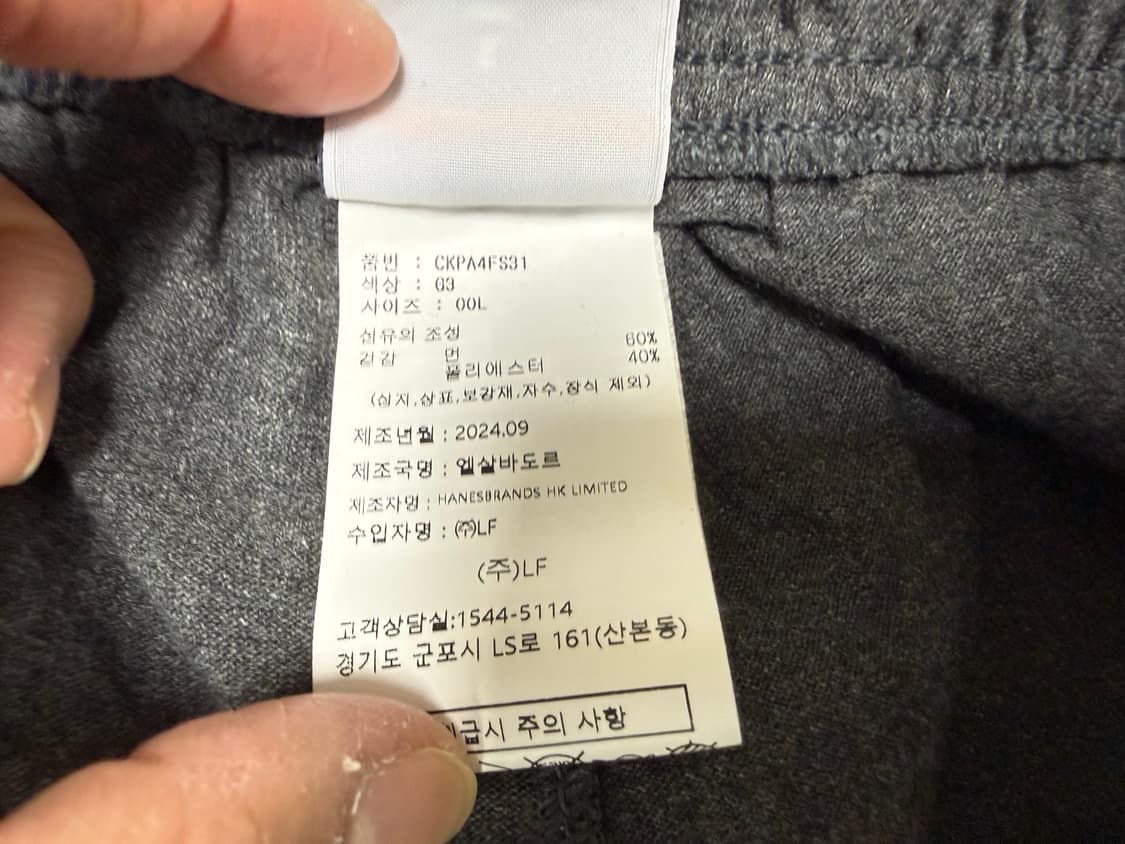 품번 : CKPA4FS31
색상 : G3
사이즈 : 00L
섬유의 조성
겉감 면 60%
폴리에스터 40%
(심지,상표,보강재,자수,장식 제외)
제조년월 : 2024.09
제조국명 : 엘살바도르
제조자명 : HANESBRANDS HK LIMITED
수입자명 : ㈜LF
(주)LF
고객상담실:1544-5114
경기도 군포시 LS로 161(산본동)
급시 주의 사항